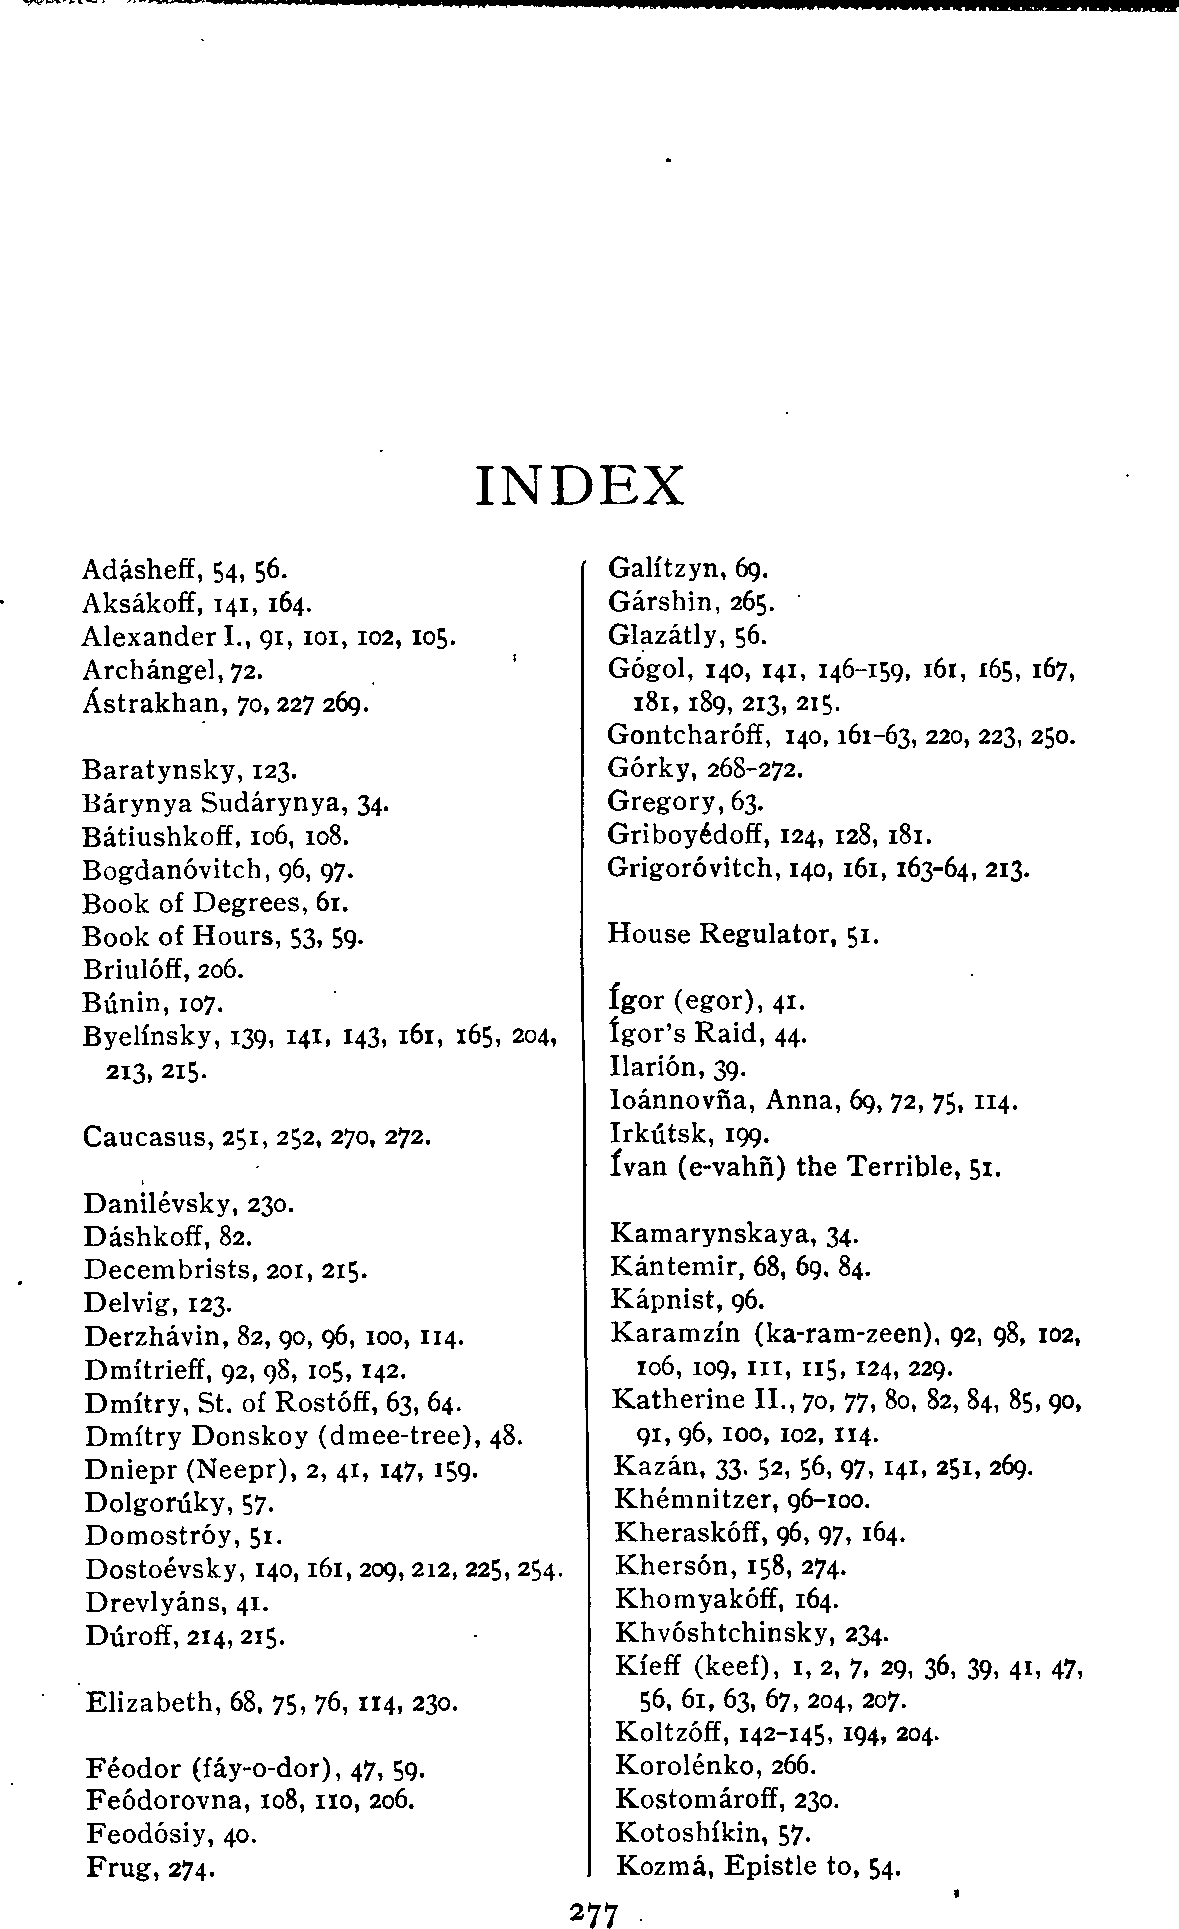 INDEX
Adásheff, 54, 56.
Aksákoff, 141, 164.
Alexander I., 91, 101, 102, 105.
Archángel, 72.
Ástrakhan, 70, 227 269.
Baratynsky, 123.
Bárynya Sudárynya, 34.
Bátiushkoff, 106, 108.
Bogdanóvitch, 96, 97.
Book of Degrees, 61.
Book of Hours, 53, 59.
Briulóff, 206.
Búnin, 107.
Byelínsky, 139, 141, 143, 161, 165, 204,
213, 215.
Caucasus, 251, 252, 270, 272.
Danilévsky, 230.
Dáshkoff, 82.
Decembrists, 201, 215.
Delvig, 123.
Derzhávin, 82, 90, 96, 100, 114.
Dmítrieff, 92, 98, 105, 142.
Dmítry, St. of Rostóff, 63, 64.
Dmítry Donskoy (dmee-tree), 48.
Dniepr (Neepr), 2, 41, 147, 159.
Dolgorúky, 57.
Domostróy, 51.
Dostoévsky, 140, 161, 209, 212, 225, 254.
Drevlyáns, 41.
Dúroff, 214, 215.
Elizabeth, 68, 75, 76, 114, 230.
Féodor (fáy-o-dor), 47, 59.
Feódorovna, 108, 110, 206.
Feodósiy, 40.
Frug, 274.
Galítzyn, 69.
Gárshin, 265.
Glazátly, 56.
Gógol, 140, 141, 146-159, 161, 165, 167,
181, 189, 213, 215.
Gontcharóff, 140, 161-63, 220, 223, 250.
Górky, 268-272.
Gregory, 63.
Griboyédoff, 124, 128, 181.
Grigoróvitch, 140, 161, 163-64, 213.
House Regulator, 51.
Ígor (egor), 41.
Ígor's Raid, 44.
Ilarión, 39.
Ioánnovña, Anna, 69, 72, 75, 114.
Irkútsk, 199.
Ívan (e-vahñ) the Terrible, 51.
Kamarynskaya, 34.
Kántemir, 68, 69. 84.
Kápnist, 96.
Karamzín (ka-ram-zeen), 92, 98, 102,
106, 109, 111, 115, 124, 229.
Katherine II., 70, 77, 80, 82, 84, 85, 90,
91, 96, 100, 102, 114.
Kazán, 33. 52, 56, 97, 141, 251, 269.
Khémnitzer, 96-100.
Kheraskóff, 96, 97, 164.
Khersón, 158, 274.
Khomyakóff, 164.
Khvóshtchinsky, 234.
Kíeff (keef), 1, 2, 7, 29, 36, 39, 41, 47,
56, 61, 63, 67, 204, 207.
Koltzóff, 142-145, 194, 204.
Korolénko, 266.
Kostomároff, 230.
Kotoshíkin, 57.
Kozmá, Epistle to, 54.
277